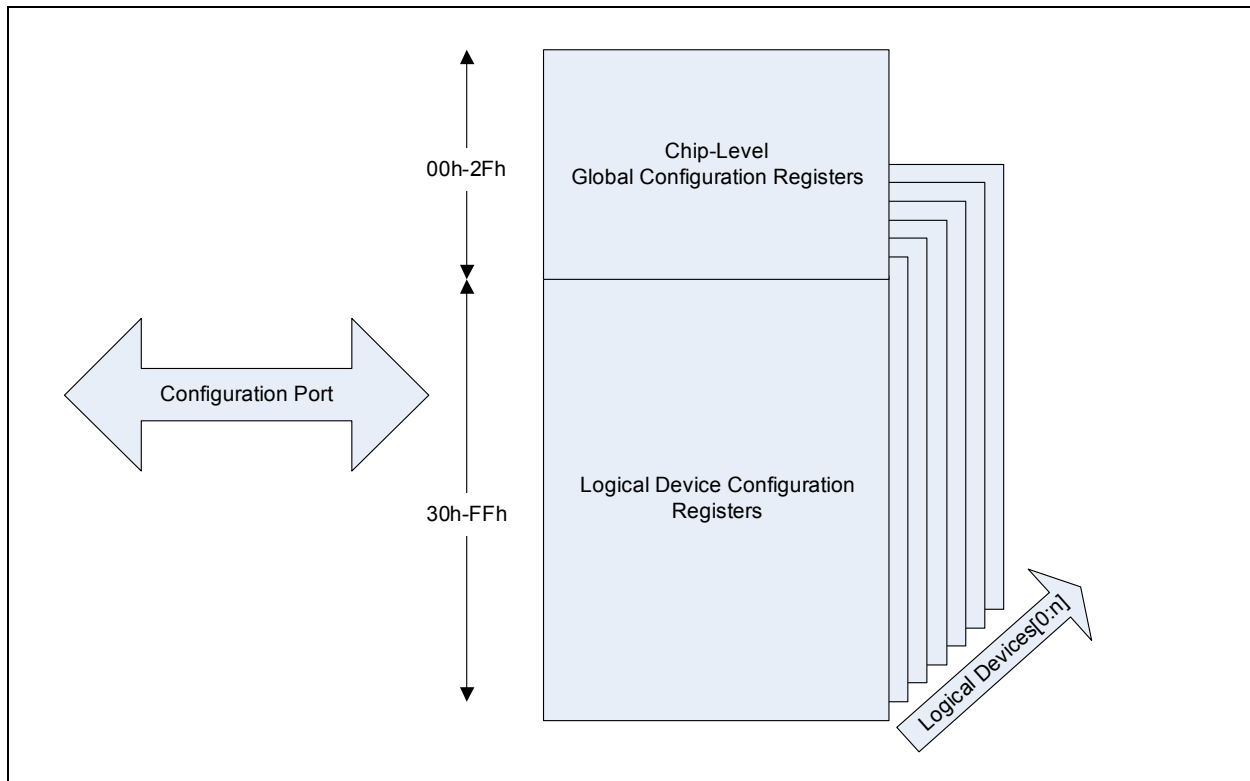 00h-2Fh
Chip-Level
Global Configuration Registers
Configuration Port
30h-FFh
Logical Device Configuration
Registers
Logical Devices[0:n]